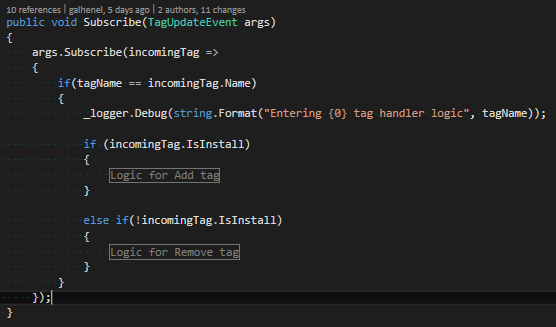 10 references | galhenel, 5 days ago | 2 authors, 11 changes
public void Subscribe(TagUpdateEvent args)
{
args.Subscribe(incomingTag =>
{
if(tagName == incomingTag.Name)
{
_logger.Debug(string.Format("Entering {0} tag handler logic", tagName));
if (incomingTag.IsInstall)
{
Logic for Add tag
}
else if(!incomingTag.IsInstall)
{
Logic for Remove tag
}
}
});
}